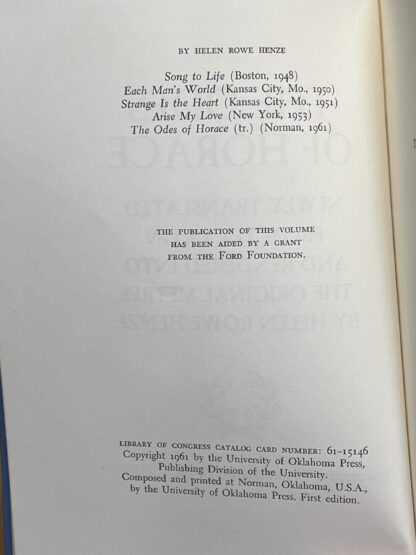 BY HELEN ROWE HENZE
Song to Life (Boston, 1948)
Each Man's World (Kansas City, Mo., 1950)
Strange Is the Heart (Kansas City, Mo., 1951)
Arise My Love (New York, 1953)
The Odes of Horace (tr.) (Norman, 1961)
THE PUBLICATION OF THIS VOLUME
HAS BEEN AIDED BY A GRANT
FROM THE FORD FOUNDATION.
LIBRARY OF CONGRESS CATALOG CARD NUMBER: 61-15146
Copyright 1961 by the University of Oklahoma Press,
Publishing Division of the University.
Composed and printed at Norman, Oklahoma, U.S.A.,
by the University of Oklahoma Press. First edition.